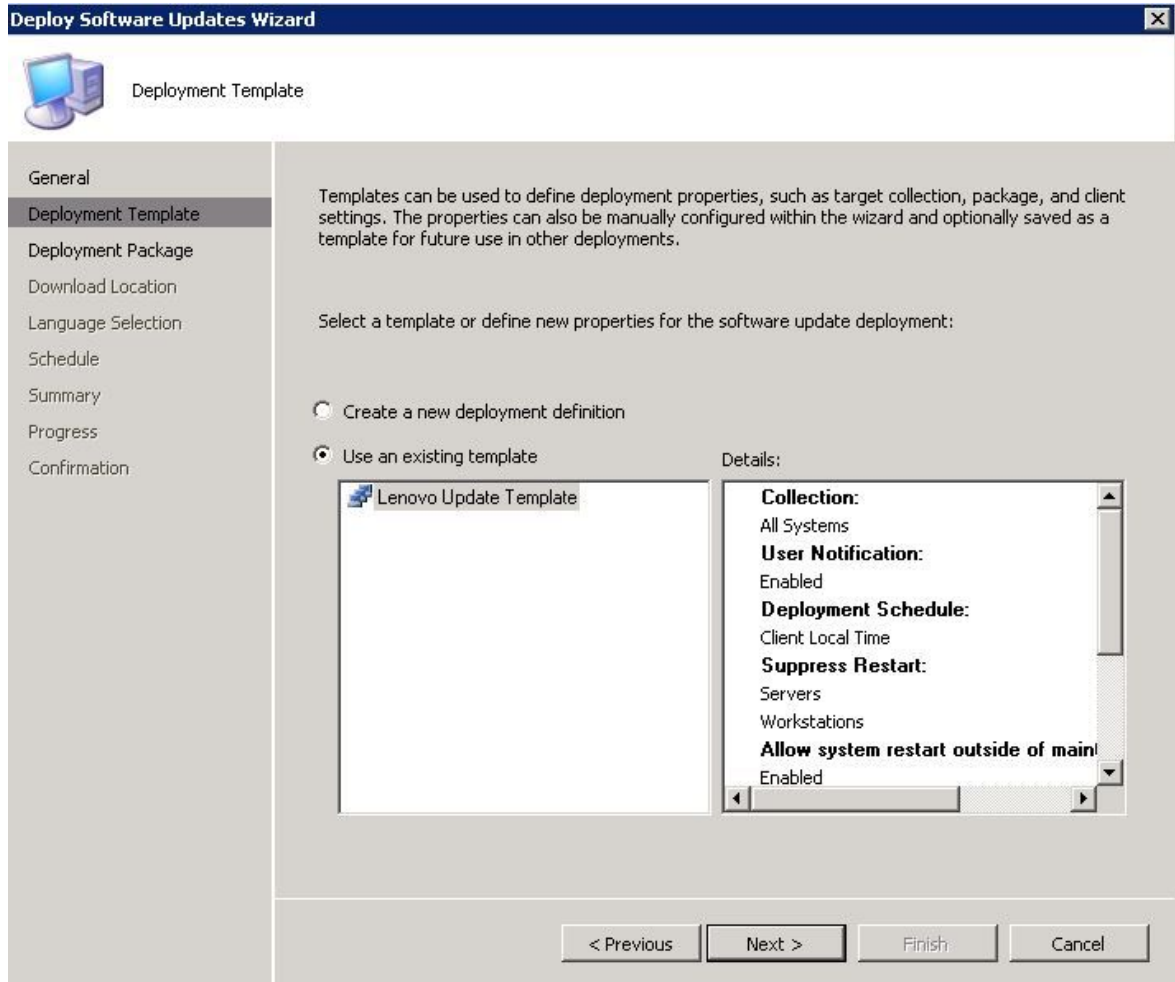 Deploy Software Updates Wizard
Deployment Template
General
Deployment Template
Deployment Package
Download Location
Language Selection
Schedule
Summary
Progress
Confirmation
Templates can be used to define deployment properties, such as target collection, package, and client
settings. The properties can also be manually configured within the wizard and optionally saved as a
template for future use in other deployments.
Select a template or define new properties for the software update deployment:
Create a new deployment definition
Use an existing template
Lenovo Update Template
Details:
Collection:
All Systems
User Notification:
Enabled
Deployment Schedule:
Client Local Time
Suppress Restart:
Servers
Workstations
Allow system restart outside of
Enabled
< Previous
Next >
Finish
Cancel